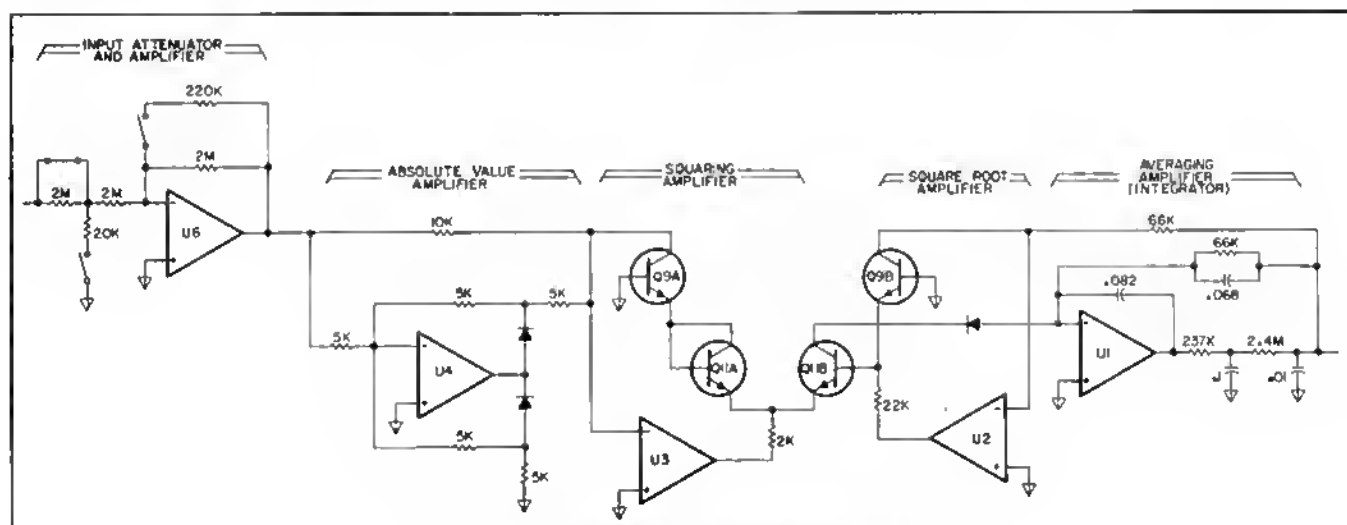 INPUT ATTENUATOR
AND AMPLIFIER
220K
2M
2M
2M
20K
U6
ABSOLUTE VALUE
AMPLIFIER
10K
5K
5K
5K
U4
5K
5K
SQUARING
AMPLIFIER
Q9A
Q11A
U3
2K
SQUARE ROOT
AMPLIFIER
Q9B
Q11B
22K
U2
AVERAGING
AMPLIFIER
(INTEGRATOR)
66K
66K
.068
.082
U1
237K
2.4M
.1
.01